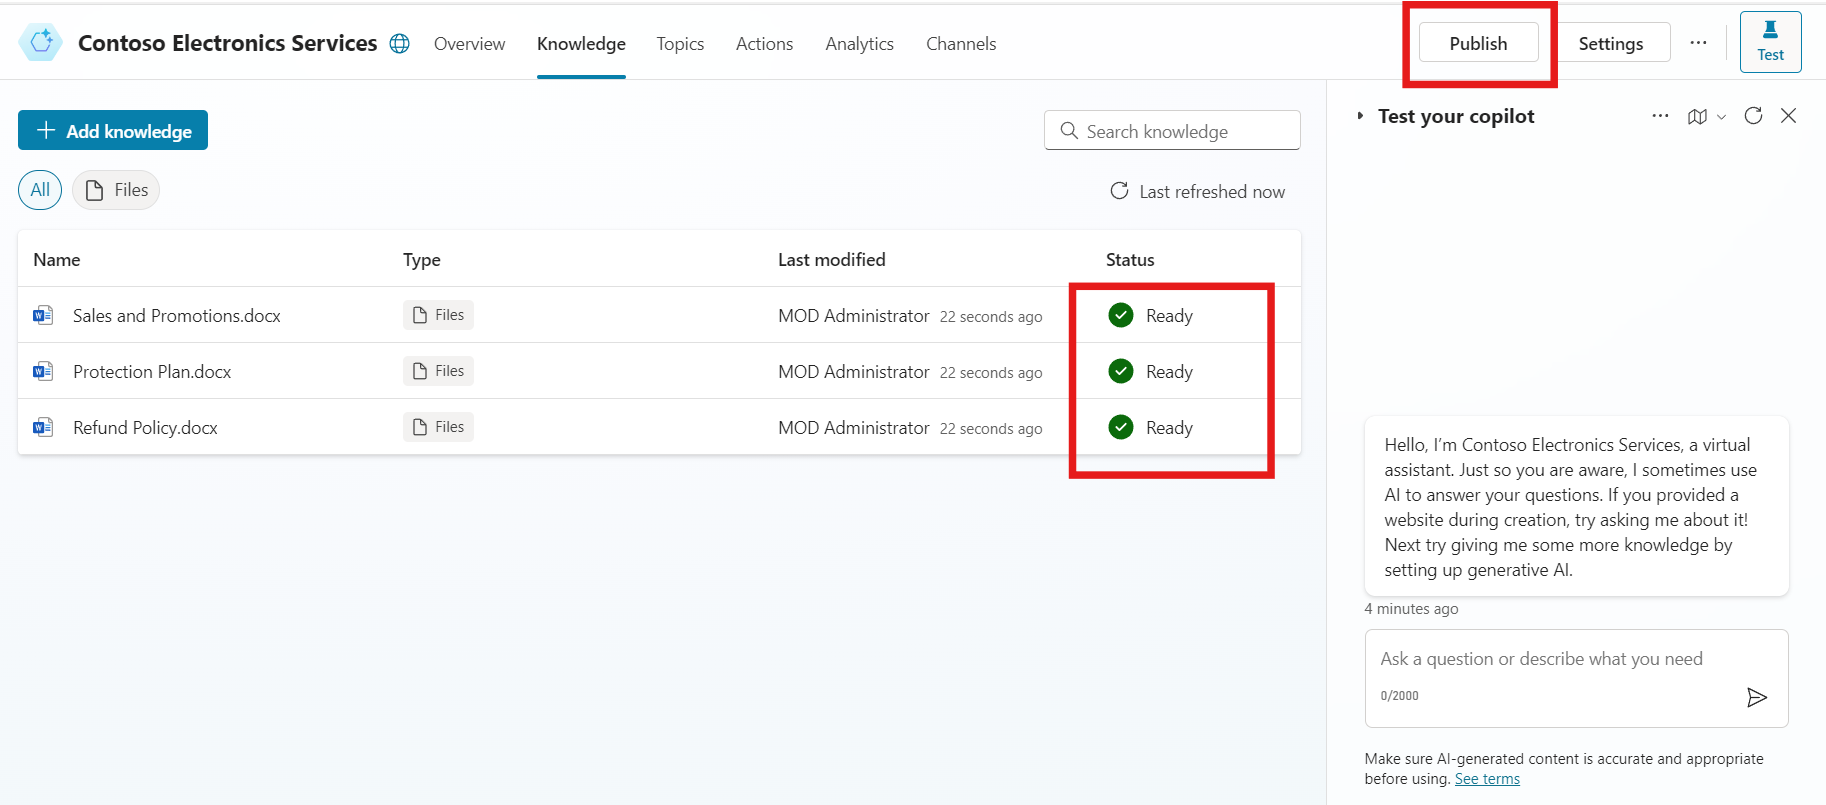 Contoso Electronics Services Overview Knowledge Topics Actions Analytics Channels Publish Settings ... Test
+ Add knowledge
Search knowledge
All Files
Last refreshed now
Name Type Last modified Status
Sales and Promotions.docx Files MOD Administrator 22 seconds ago Ready
Protection Plan.docx Files MOD Administrator 22 seconds ago Ready
Refund Policy.docx Files MOD Administrator 22 seconds ago Ready
Test your copilot
Hello, I'm Contoso Electronics Services, a virtual
assistant. Just so you are aware, I sometimes use
AI to answer your questions. If you provided a
website during creation, try asking me about it!
Next try giving me some more knowledge by
setting up generative AI.
4 minutes ago
Ask a question or describe what you need
0/2000
Make sure AI-generated content is accurate and appropriate
before using. See terms